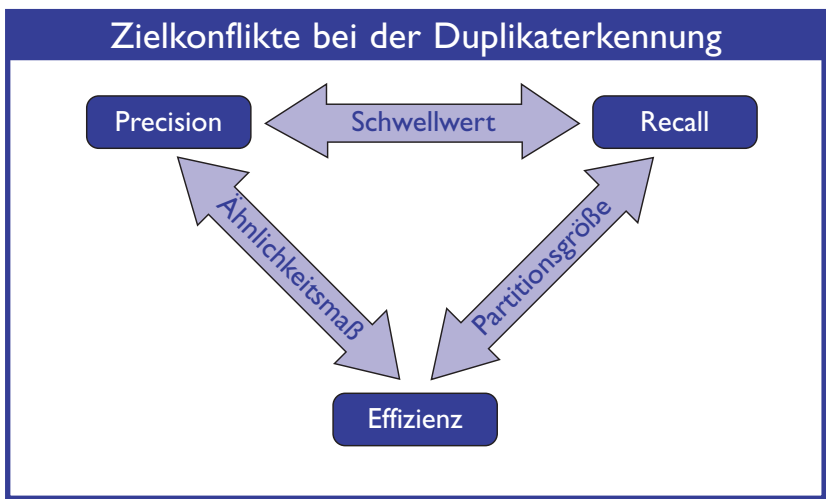 Zielkonflikte bei der Duplikaterkennung
Precision
Schwellwert
Recall
Ähnlichkeitsmaß
Partitionsgröße
Effizienz